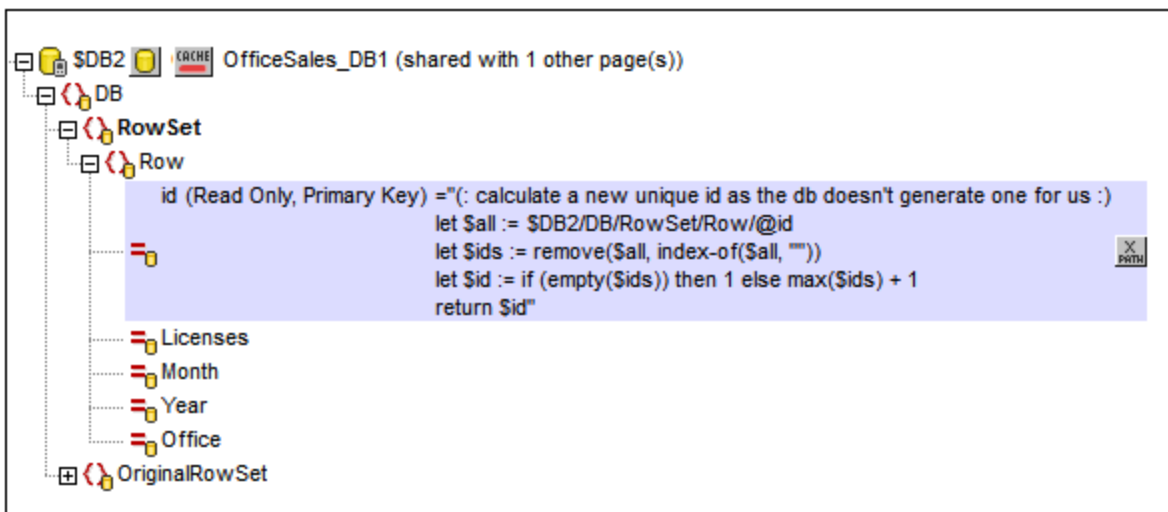 $DB2 CACHE OfficeSales_DB1 (shared with 1 other page(s))
DB
RowSet
Row
id (Read Only, Primary Key) ="(: calculate a new unique id as the db doesn't generate one for us :)
let $all := $DB2/DB/RowSet/Row/@id
let $ids := remove($all, index-of($all, ""))
XPATH
let $id := if (empty($ids)) then 1 else max($ids) + 1
return $id"
Licenses
Month
Year
Office
OriginalRowSet